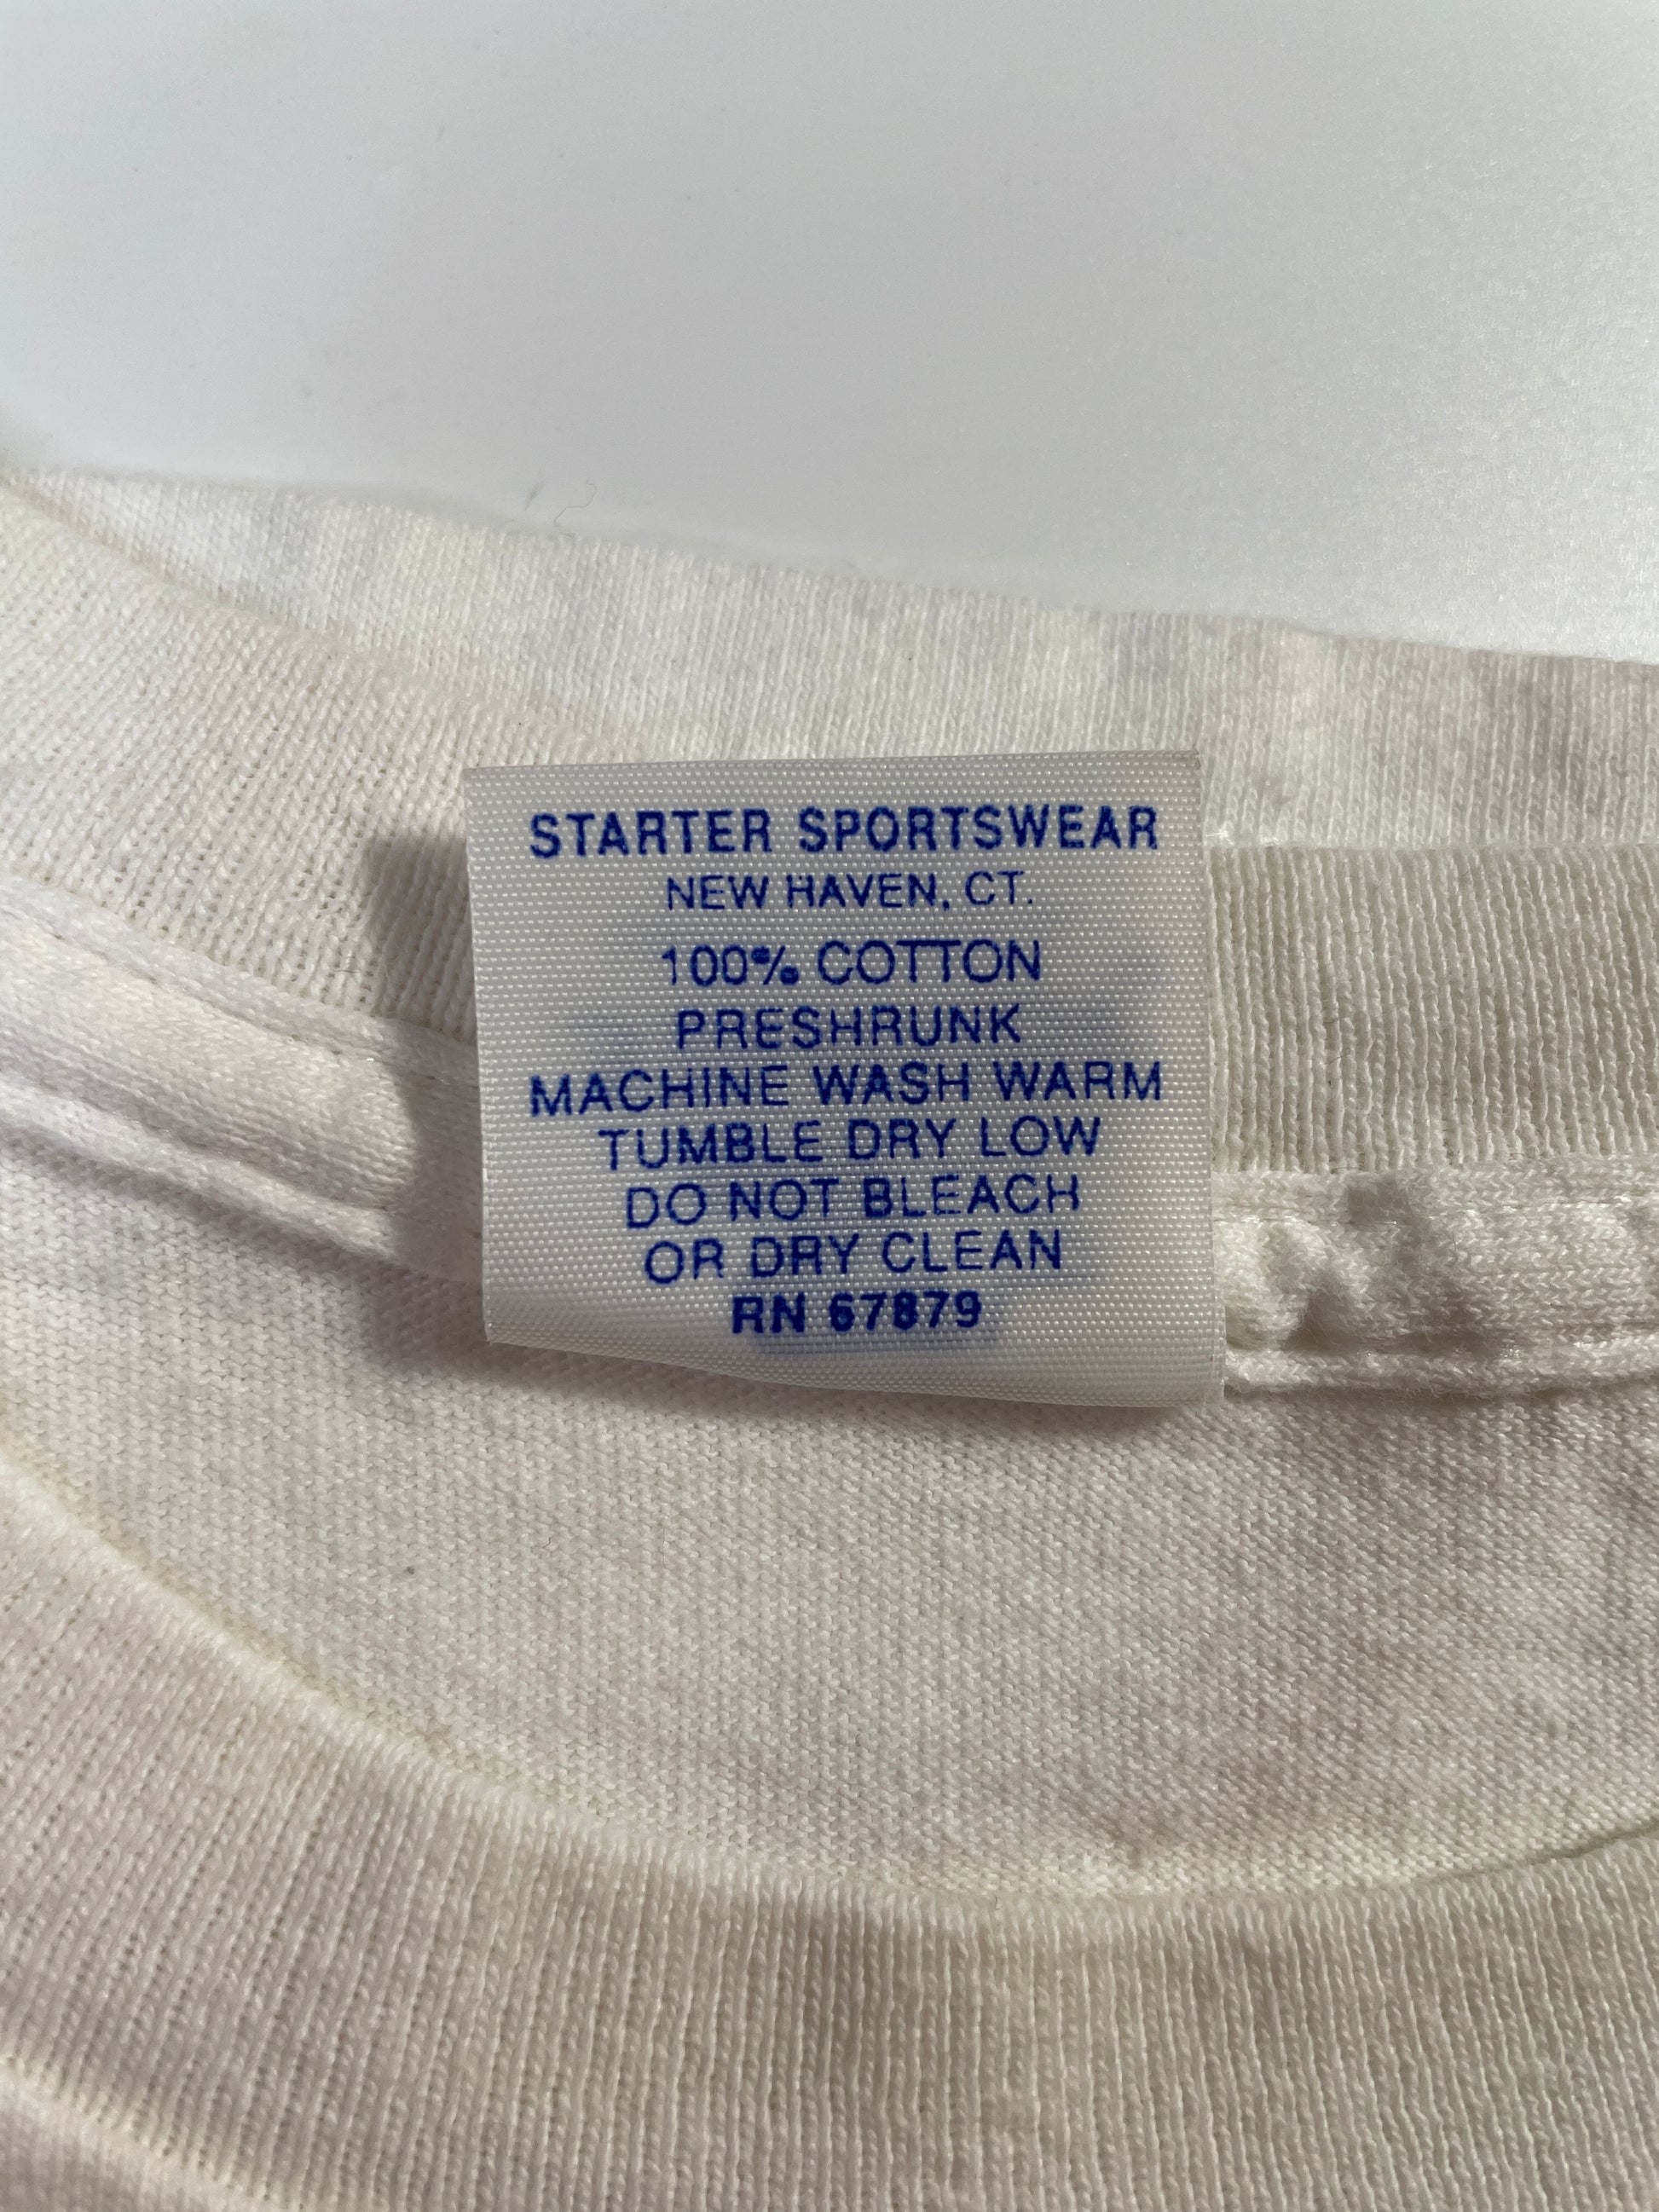 STARTER SPORTSWEAR
NEW HAVEN, CT.
100% COTTON
PRESHRUNK
MACHINE WASH WARM
TUMBLE DRY LOW
DO NOT BLEACH
OR DRY CLEAN
RN 67879